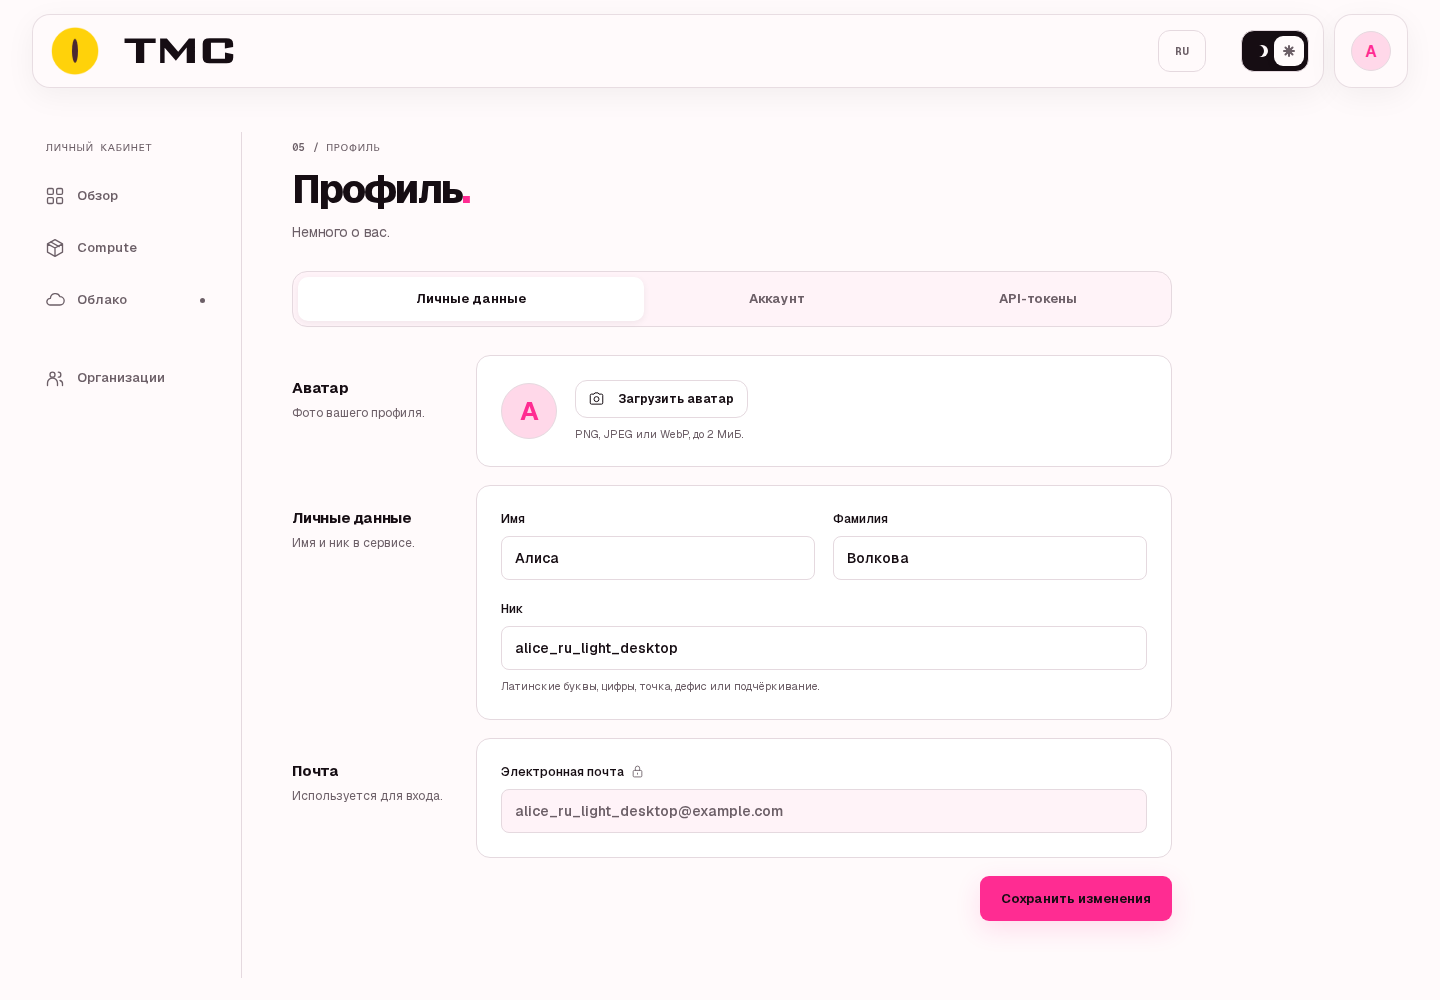 TMC
RU
A
ЛИЧНЫЙ КАБИНЕТ
Обзор
Compute
Облако
Организации
05 / ПРОФИЛЬ
Профиль.
Немного о вас.
Личные данные
Аккаунт
API-токены
Аватар
Фото вашего профиля.
A
Загрузить аватар
PNG, JPEG или WebP, до 2 МиБ.
Личные данные
Имя и ник в сервисе.
Имя
Фамилия
Алиса
Волкова
Ник
alice_ru_light_desktop
Латинские буквы, цифры, точка, дефис или подчёркивание.
Почта
Используется для входа.
Электронная почта
alice_ru_light_desktop@example.com
Сохранить изменения